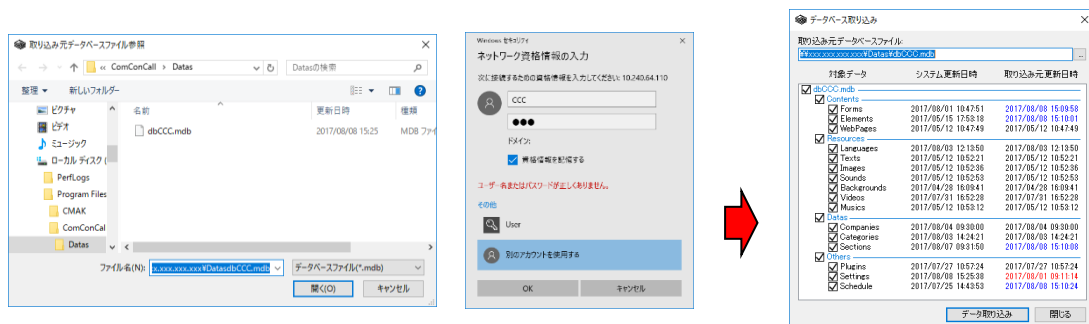 取り込み元データベースファイル参照
« ComConCall › Datas
Datasの検索
整理 ▼ 新しいフォルダー
ピクチャ
ビデオ
ミュージック
ローカル ディスク (
PerfLogs
Program Files
CMAK
ComConCal
Datas
名前 更新日時 種類
dbCCC.mdb 2017/08/08 15:25 MDB ファイ
ファイル名(N): x.xxx.xxx.xxx¥DatasdbCCC.mdb データベースファイル(*.mdb)
開く(O) キャンセル
Windows セキュリティ
ネットワーク資格情報の入力
次に接続するための資格情報を入力してください: 10.240.64.110
ccc
●●●
ドメイン:
資格情報を記憶する
ユーザー名またはパスワードが正しくありません。
その他
User
別のアカウントを使用する
OK キャンセル
データベース取り込み
取り込み元データベースファイル:
¥¥xxx.xxx.xxx.xxx¥Datas¥dbCCC.mdb ...
対象データ システム更新日時 取り込み元更新日時
dbCCC.mdb
Contents
Forms 2017/08/01 10:47:51 2017/08/08 15:09:58
Elements 2017/05/15 17:53:18 2017/08/08 15:10:01
WebPages 2017/05/12 10:47:49 2017/05/12 10:47:49
Resources
Languages 2017/08/03 12:13:50 2017/08/03 12:13:50
Texts 2017/05/12 10:52:21 2017/05/12 10:52:21
Images 2017/05/12 10:52:36 2017/05/12 10:52:36
Sounds 2017/05/12 10:52:53 2017/05/12 10:52:53
Backgrounds 2017/04/28 16:09:41 2017/04/28 16:09:41
Videos 2017/07/31 16:52:28 2017/07/31 16:52:28
Musics 2017/05/12 10:53:12 2017/05/12 10:53:12
Datas
Companies 2017/08/04 09:30:00 2017/08/04 09:30:00
Categories 2017/08/03 14:24:21 2017/08/03 14:24:21
Sections 2017/08/07 09:31:50 2017/08/08 15:10:08
Others
Plugins 2017/07/27 10:57:24 2017/07/27 10:57:24
Settings 2017/08/08 15:25:38 2017/08/01 09:11:14
Schedule 2017/07/25 14:43:53 2017/08/08 15:10:24
データ取り込み 閉じる